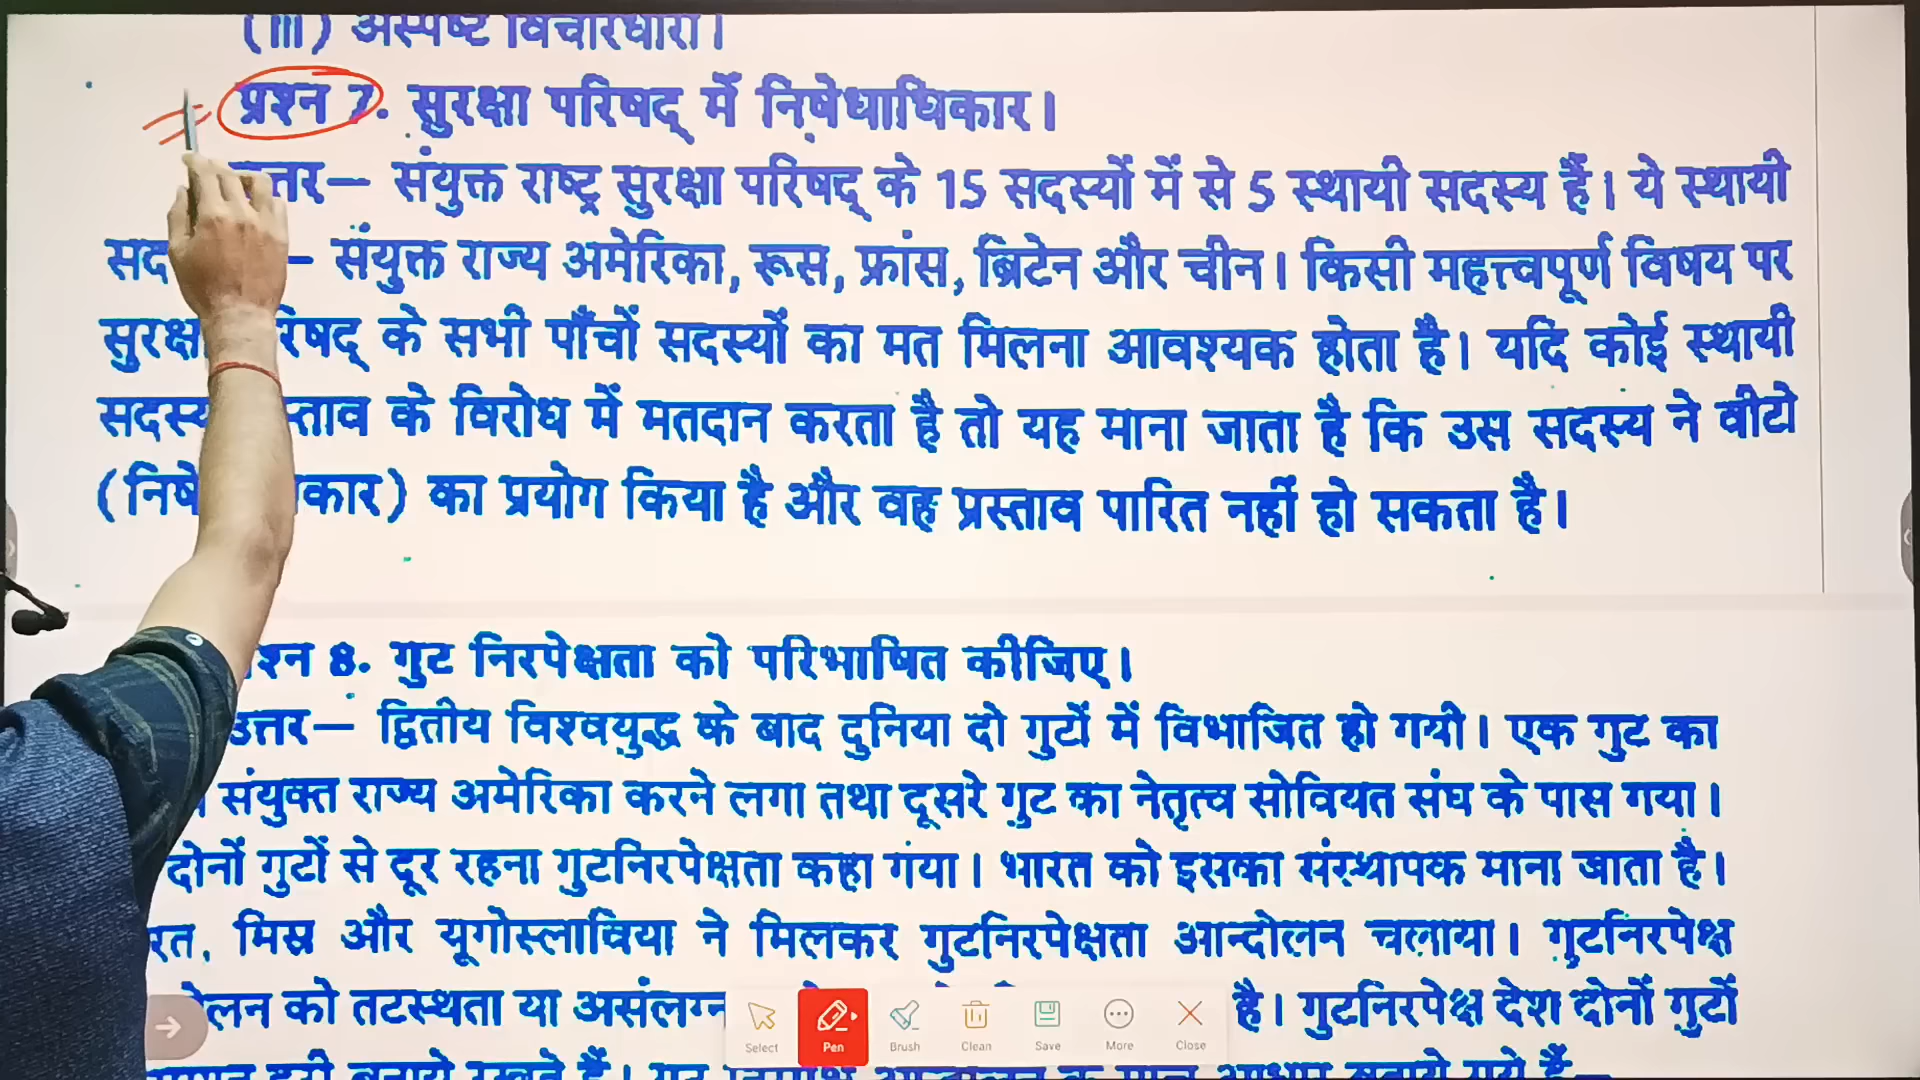 (iii) अस्पष्ट विचारधारा।
प्रश्न 7. सुरक्षा परिषद् में निषेधाधिकार।
उत्तर— संयुक्त राष्ट्र सुरक्षा परिषद् के 15 सदस्यों में से 5 स्थायी सदस्य हैं। ये स्थायी
सद – संयुक्त राज्य अमेरिका, रूस, फ्रांस, ब्रिटेन और चीन। किसी महत्त्वपूर्ण विषय पर
सुरक्षा रिषद् के सभी पाँचों सदस्यों का मत मिलना आवश्यक होता है। यदि कोई स्थायी
सदस्य स्ताव के विरोध में मतदान करता है तो यह माना जाता है कि उस सदस्य ने वीटो
(निषे कार) का प्रयोग किया है और वह प्रस्ताव पारित नहीं हो सकता है।
श्न 8. गुट निरपेक्षता को परिभाषित कीजिए।
उत्तर— द्वितीय विश्वयुद्ध के बाद दुनिया दो गुटों में विभाजित हो गयी। एक गुट का
संयुक्त राज्य अमेरिका करने लगा तथा दूसरे गुट का नेतृत्व सोवियत संघ के पास गया।
दोनों गुटों से दूर रहना गुटनिरपेक्षता कहा गया। भारत को इसका संस्थापक माना जाता है।
रत, मिस्र और यूगोस्लाविया ने मिलकर गुटनिरपेक्षता आन्दोलन चलाया। गुटनिरपेक्ष
लन को तटस्थता या असंलग्न है। गुटनिरपेक्ष देश दोनों गुटों
Select Pen Brush Clean Save More Close